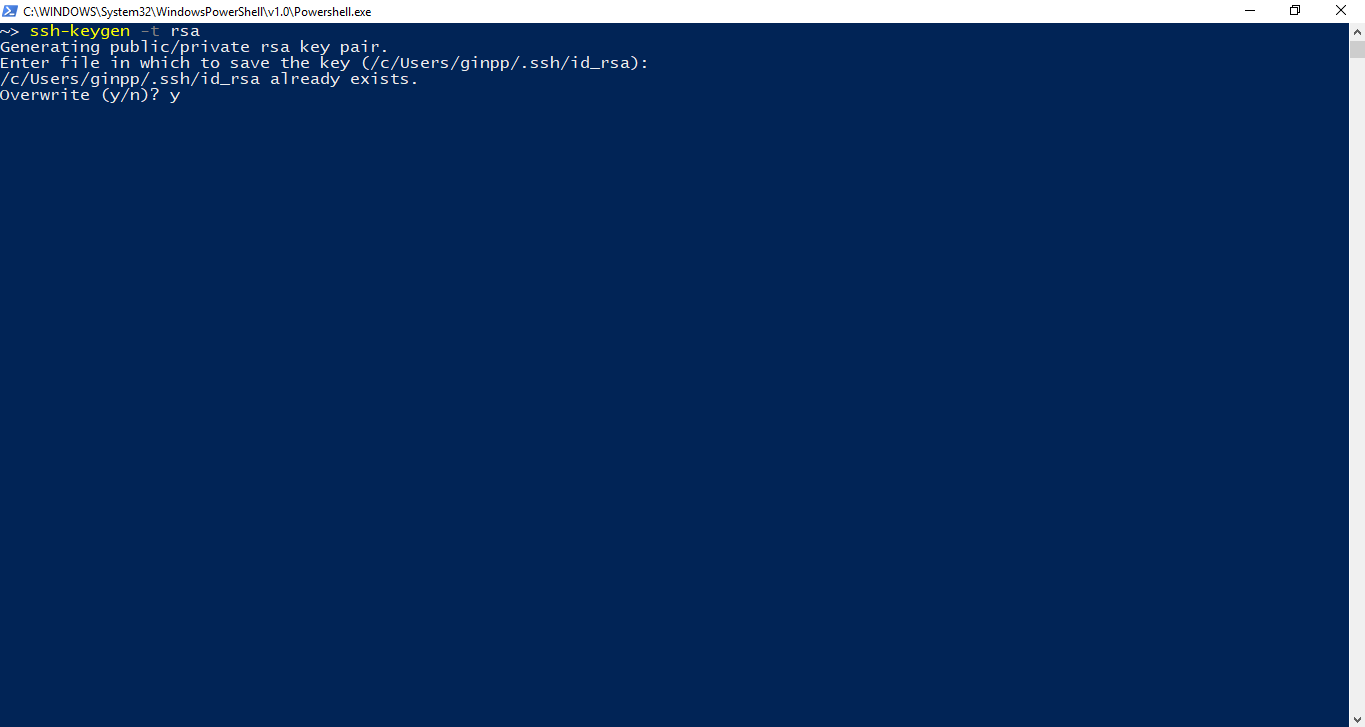 C:\WINDOWS\System32\WindowsPowerShell\v1.0\Powershell.exe
~> ssh-keygen -t rsa
Generating public/private rsa key pair.
Enter file in which to save the key (/c/Users/ginpp/.ssh/id_rsa):
/c/Users/ginpp/.ssh/id_rsa already exists.
Overwrite (y/n)? y